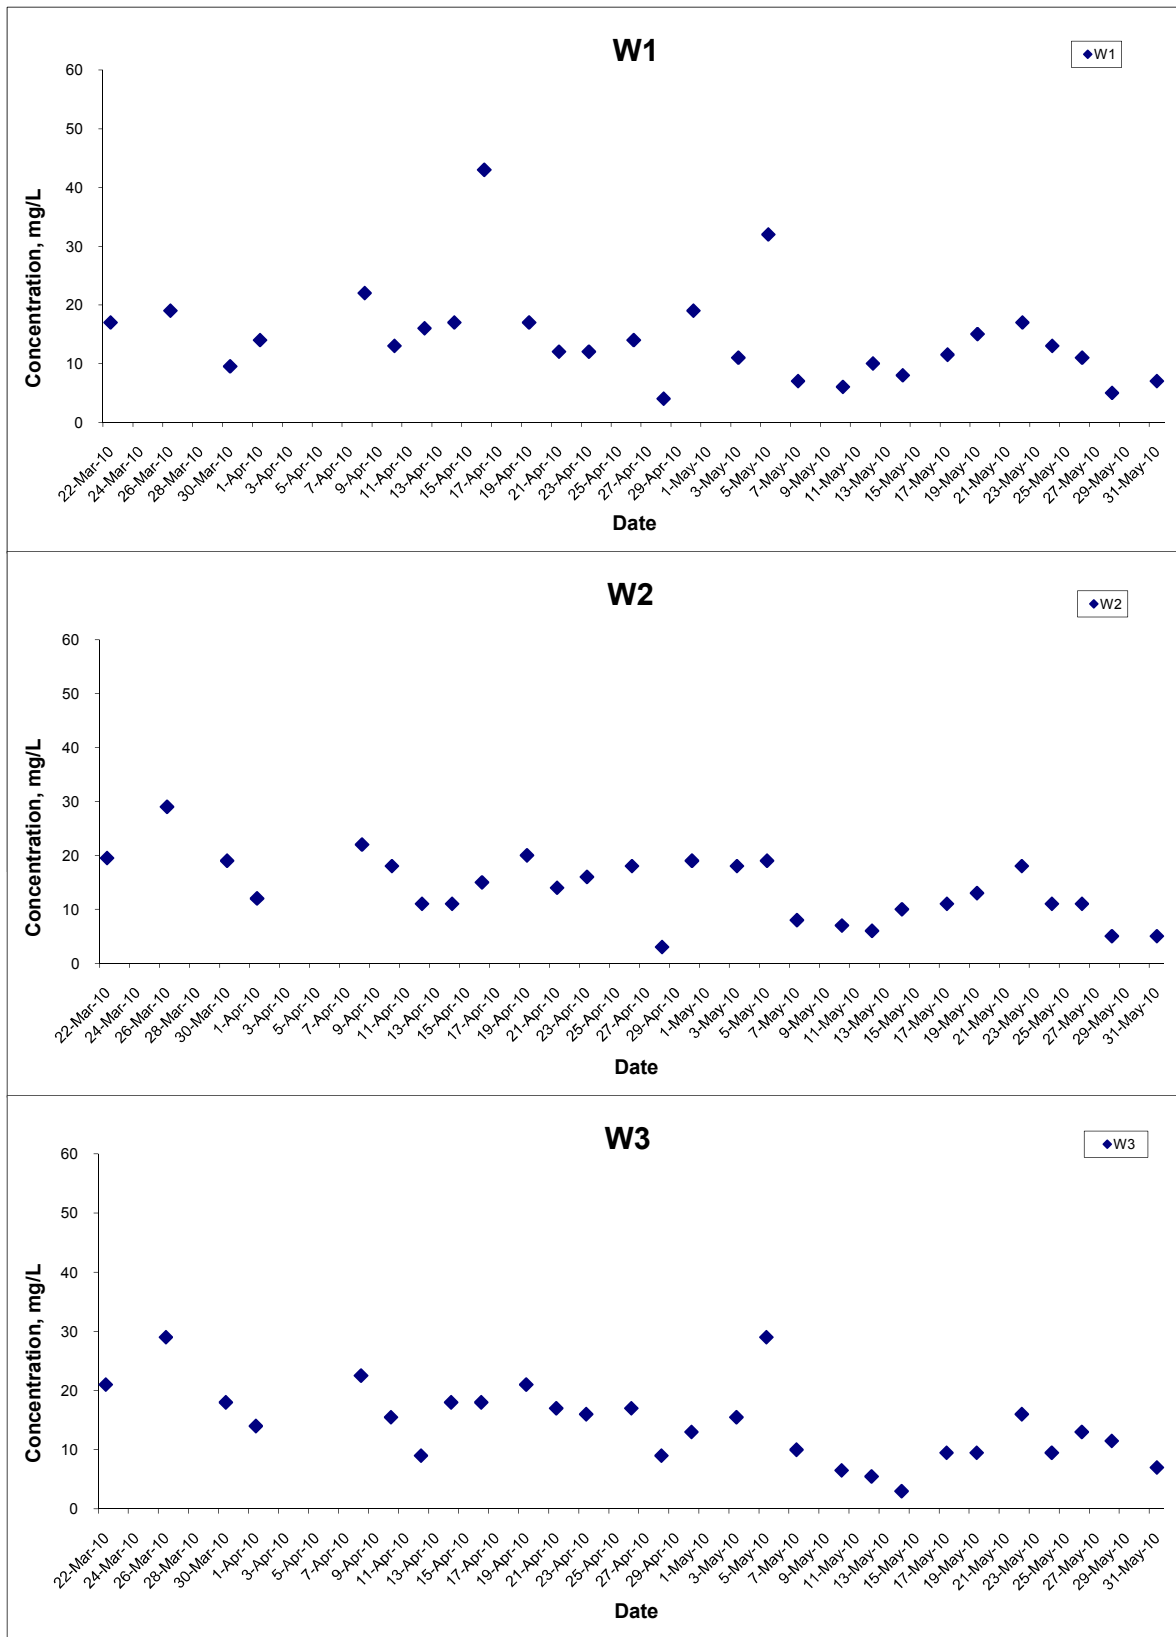 W1
W1
60
50
40
30
20
10
0
Concentration, mg/L
22-Mar-10 24-Mar-10 26-Mar-10 28-Mar-10 30-Mar-10 1-Apr-10 3-Apr-10 5-Apr-10 7-Apr-10 9-Apr-10 11-Apr-10 13-Apr-10 15-Apr-10 17-Apr-10 19-Apr-10 21-Apr-10 23-Apr-10 25-Apr-10 27-Apr-10 29-Apr-10 1-May-10 3-May-10 5-May-10 7-May-10 9-May-10 11-May-10 13-May-10 15-May-10 17-May-10 19-May-10 21-May-10 23-May-10 25-May-10 27-May-10 29-May-10 31-May-10
Date
W2
W2
60
50
40
30
20
10
0
Concentration, mg/L
22-Mar-10 24-Mar-10 26-Mar-10 28-Mar-10 30-Mar-10 1-Apr-10 3-Apr-10 5-Apr-10 7-Apr-10 9-Apr-10 11-Apr-10 13-Apr-10 15-Apr-10 17-Apr-10 19-Apr-10 21-Apr-10 23-Apr-10 25-Apr-10 27-Apr-10 29-Apr-10 1-May-10 3-May-10 5-May-10 7-May-10 9-May-10 11-May-10 13-May-10 15-May-10 17-May-10 19-May-10 21-May-10 23-May-10 25-May-10 27-May-10 29-May-10 31-May-10
Date
W3
W3
60
50
40
30
20
10
0
Concentration, mg/L
22-Mar-10 24-Mar-10 26-Mar-10 28-Mar-10 30-Mar-10 1-Apr-10 3-Apr-10 5-Apr-10 7-Apr-10 9-Apr-10 11-Apr-10 13-Apr-10 15-Apr-10 17-Apr-10 19-Apr-10 21-Apr-10 23-Apr-10 25-Apr-10 27-Apr-10 29-Apr-10 1-May-10 3-May-10 5-May-10 7-May-10 9-May-10 11-May-10 13-May-10 15-May-10 17-May-10 19-May-10 21-May-10 23-May-10 25-May-10 27-May-10 29-May-10 31-May-10
Date